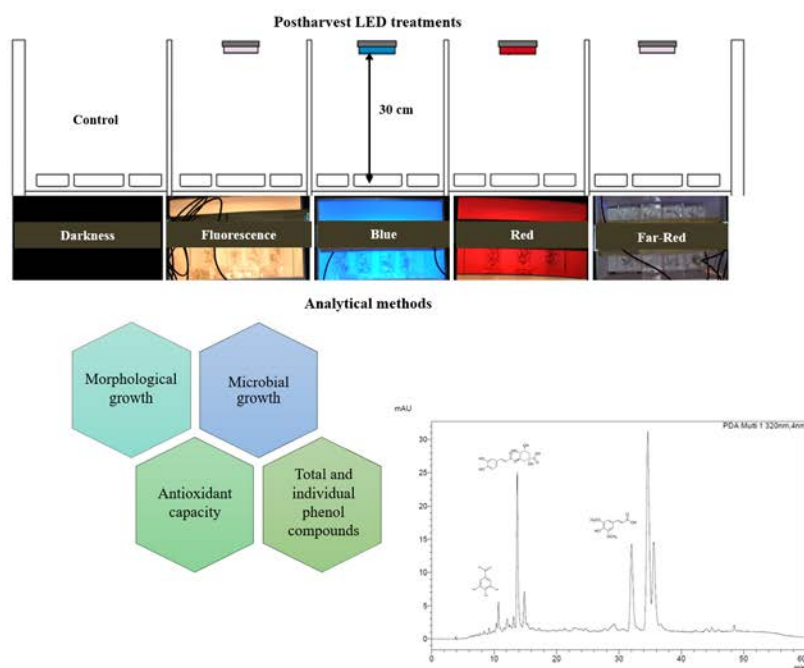 Postharvest LED treatments
Control
30 cm
Darkness
Fluorescence
Blue
Red
Far-Red
Analytical methods
Morphological
growth
Microbial
growth
Antioxidant
capacity
Total and
individual
phenol
compounds
mAU
PDA Multi 1 320nm,4nm
30
25
20
15
10
5
0
0 10 20 30 40 50 60